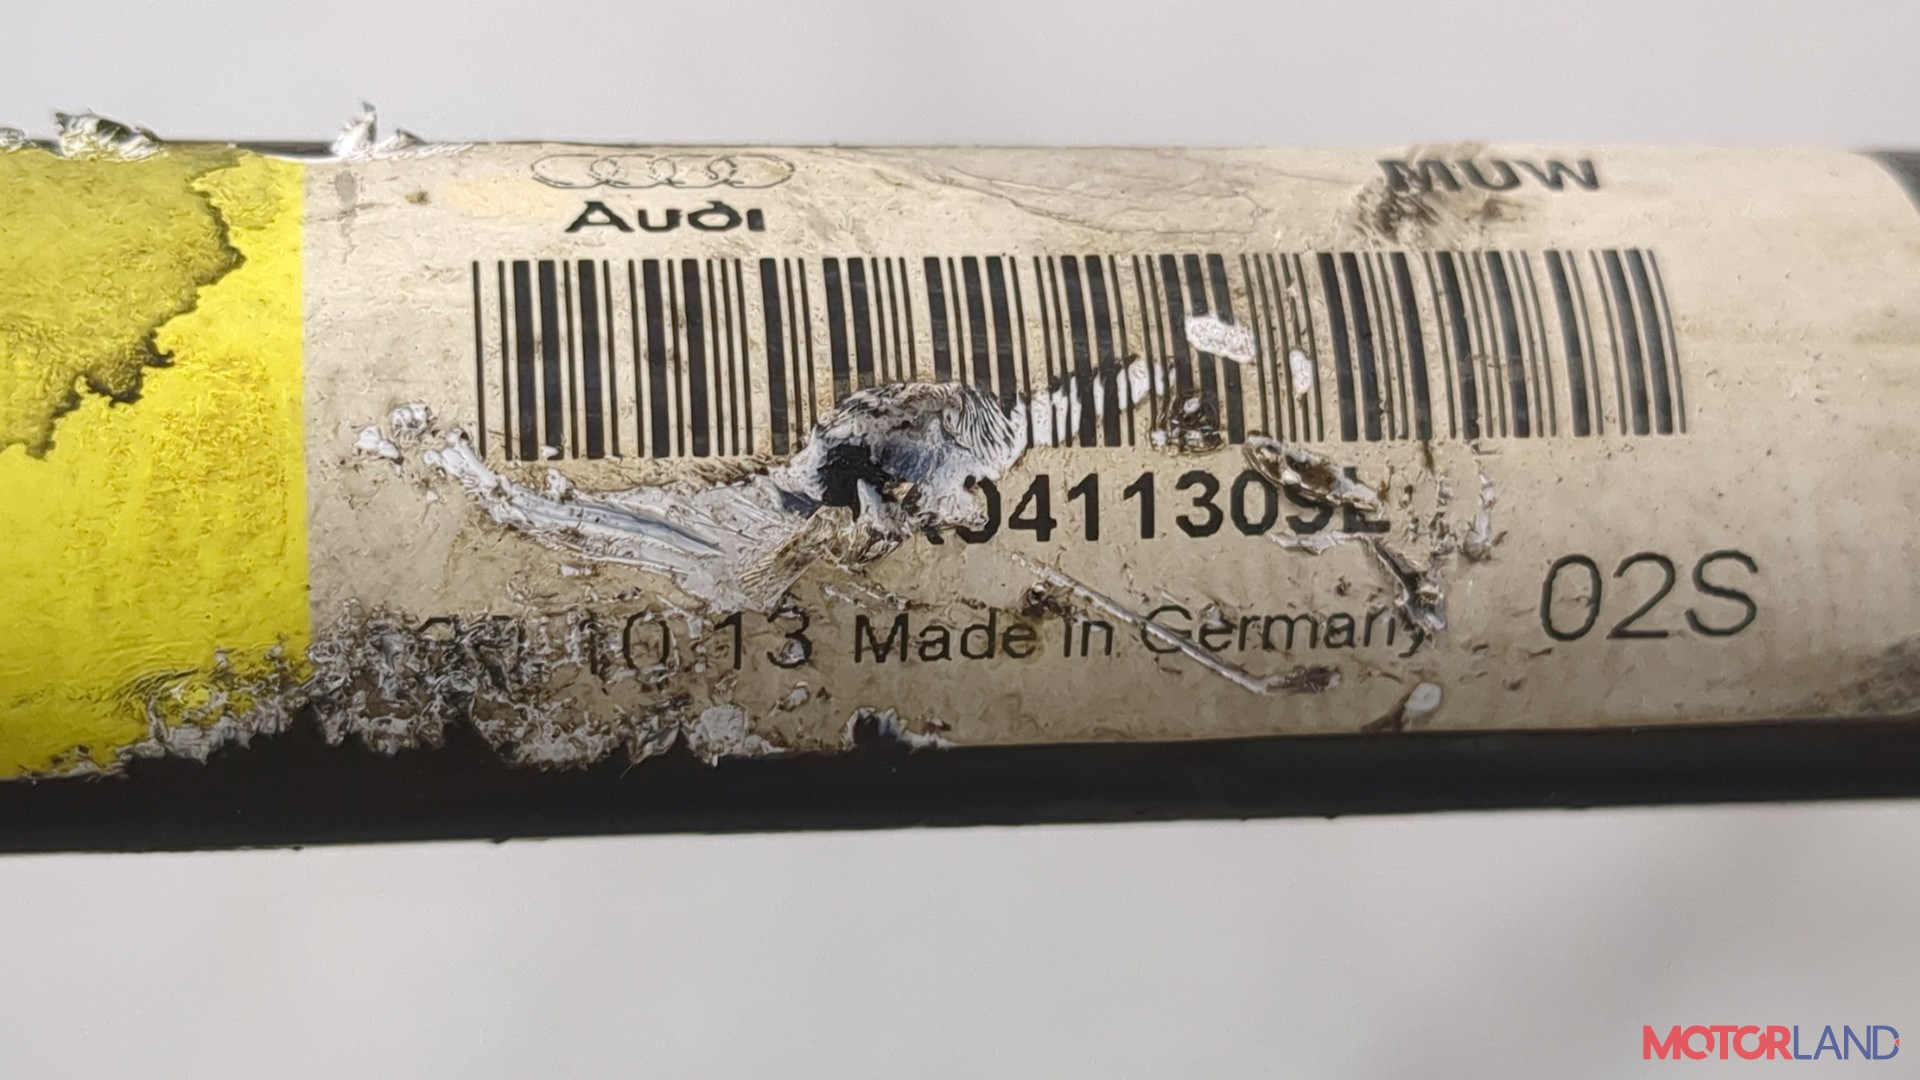 Audi
MUW
0411309L
10.13 Made in Germany
02S
MOTORLAND